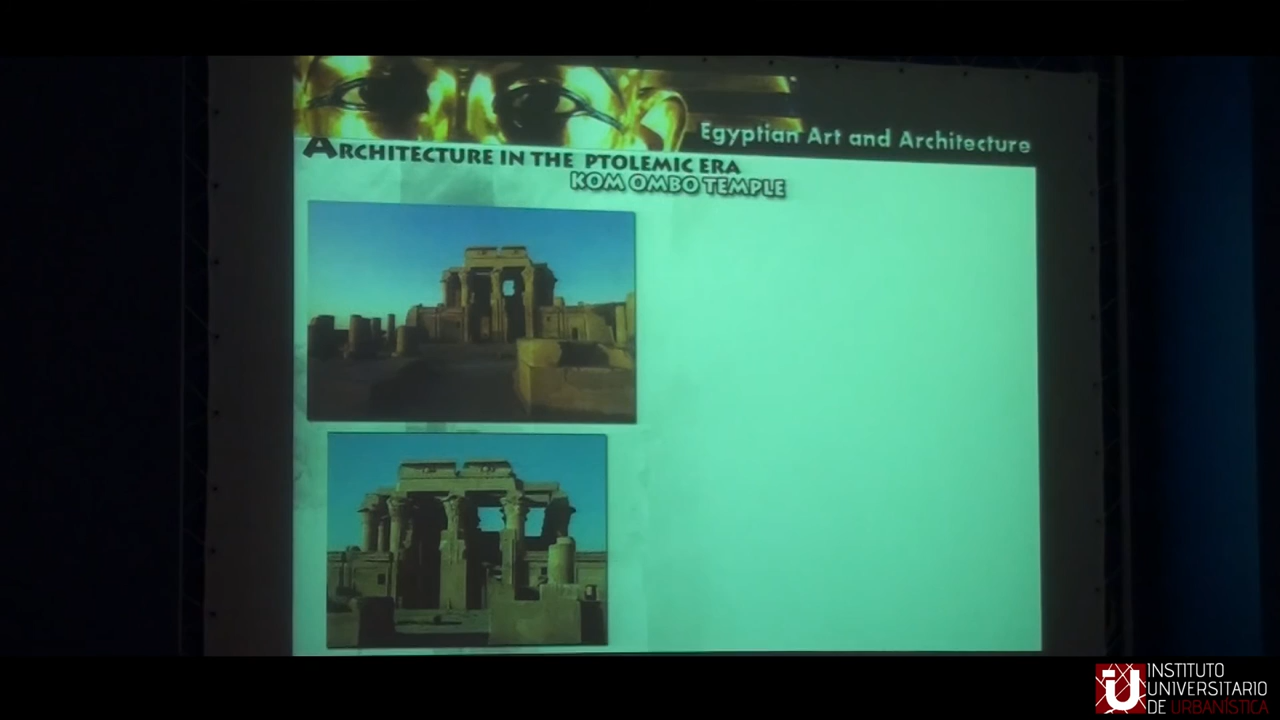 Egyptian Art and Architecture
ARCHITECTURE IN THE PTOLEMIC ERA
KOM OMBO TEMPLE
INSTITUTO
UNIVERSITARIO
DE URBANÍSTICA